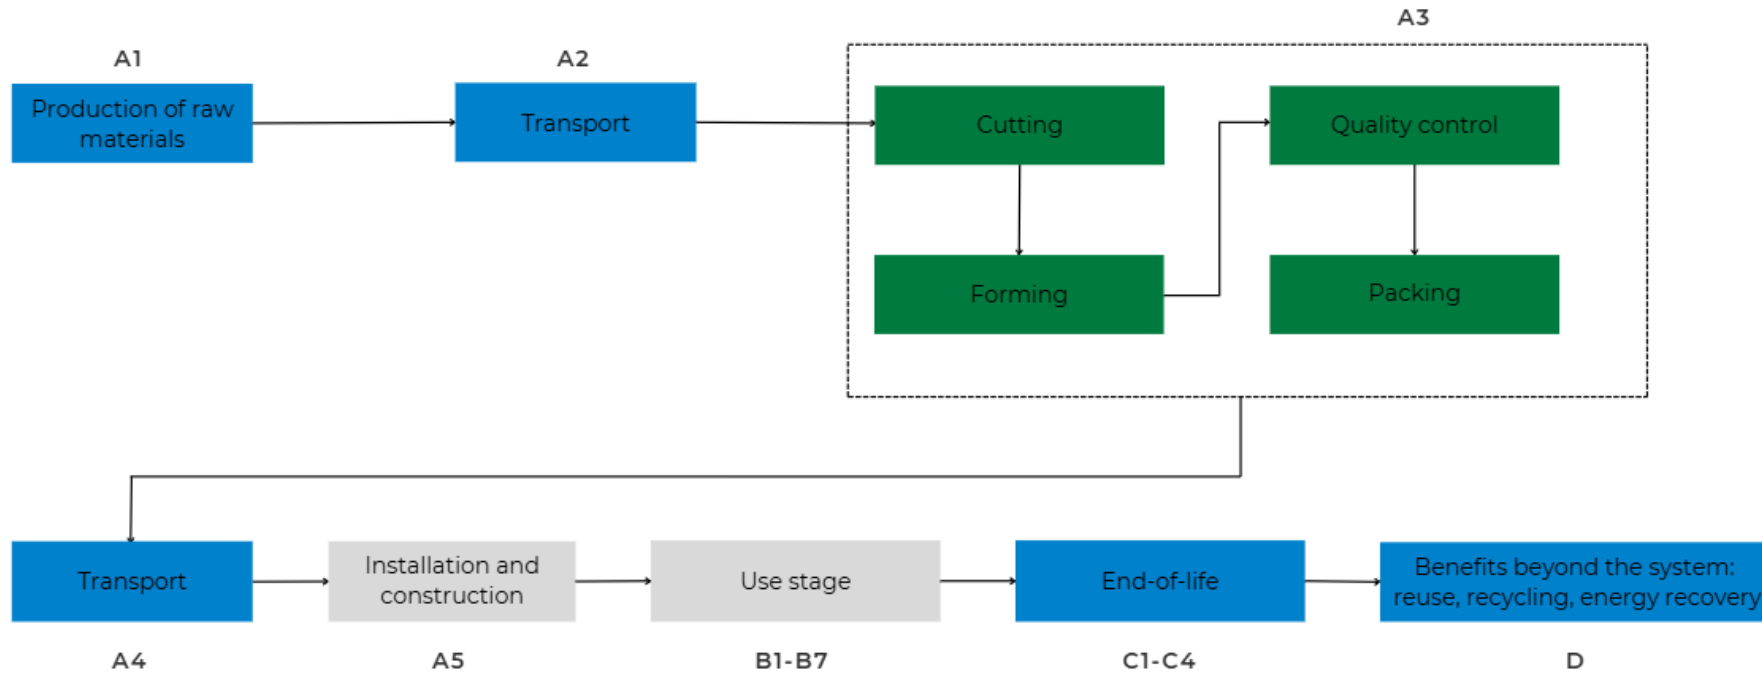 A1
Production of raw
materials
A2
Transport
A3
Cutting
Quality control
Forming
Packing
Transport
A4
Installation and
construction
A5
Use stage
B1-B7
End-of-life
C1-C4
Benefits beyond the system:
reuse, recycling, energy recovery
D